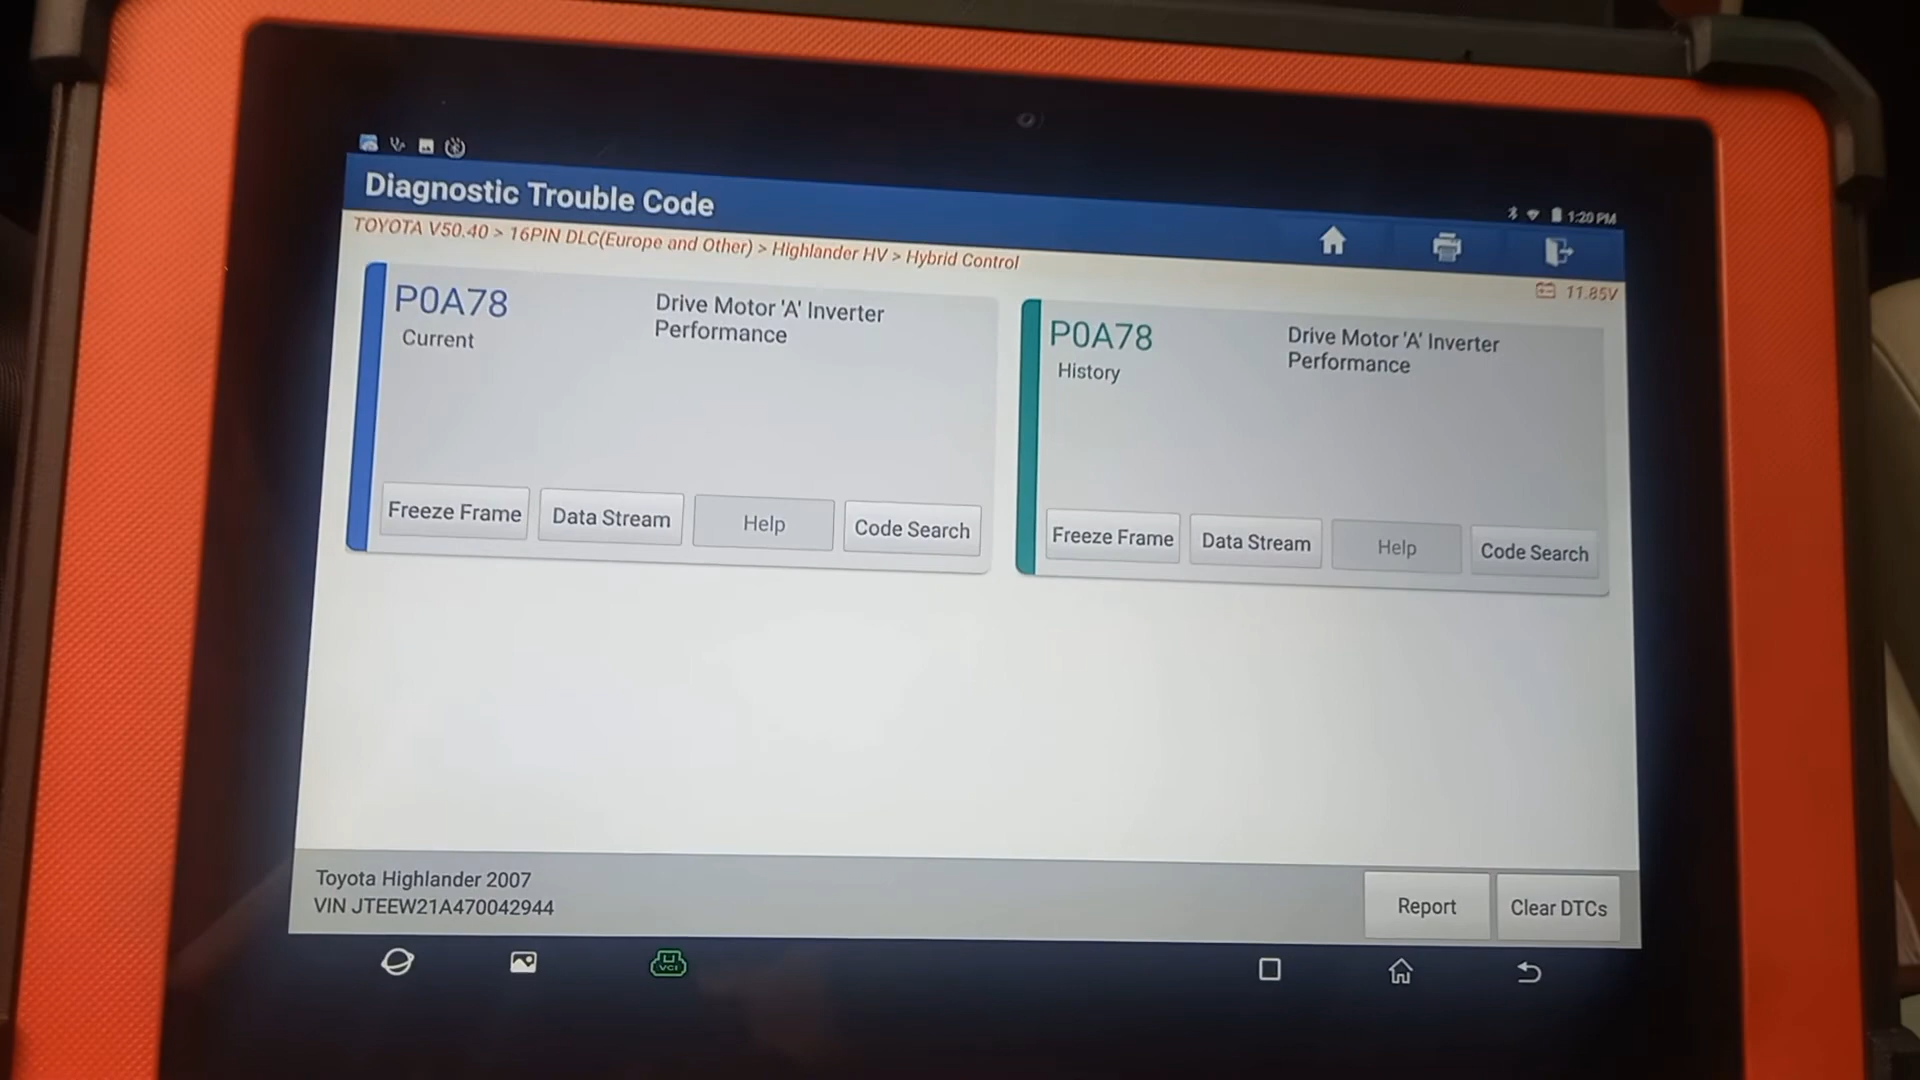 Diagnostic Trouble Code
1:20 PM
TOYOTA V50.40 > 16PIN DLC(Europe and Other) > Highlander HV > Hybrid Control
11.85V
P0A78
Drive Motor 'A' Inverter
Performance
Current
Freeze Frame
Data Stream
Help
Code Search
P0A78
Drive Motor 'A' Inverter
Performance
History
Freeze Frame
Data Stream
Help
Code Search
Toyota Highlander 2007
VIN JTEEW21A470042944
Report
Clear DTCs
VCI